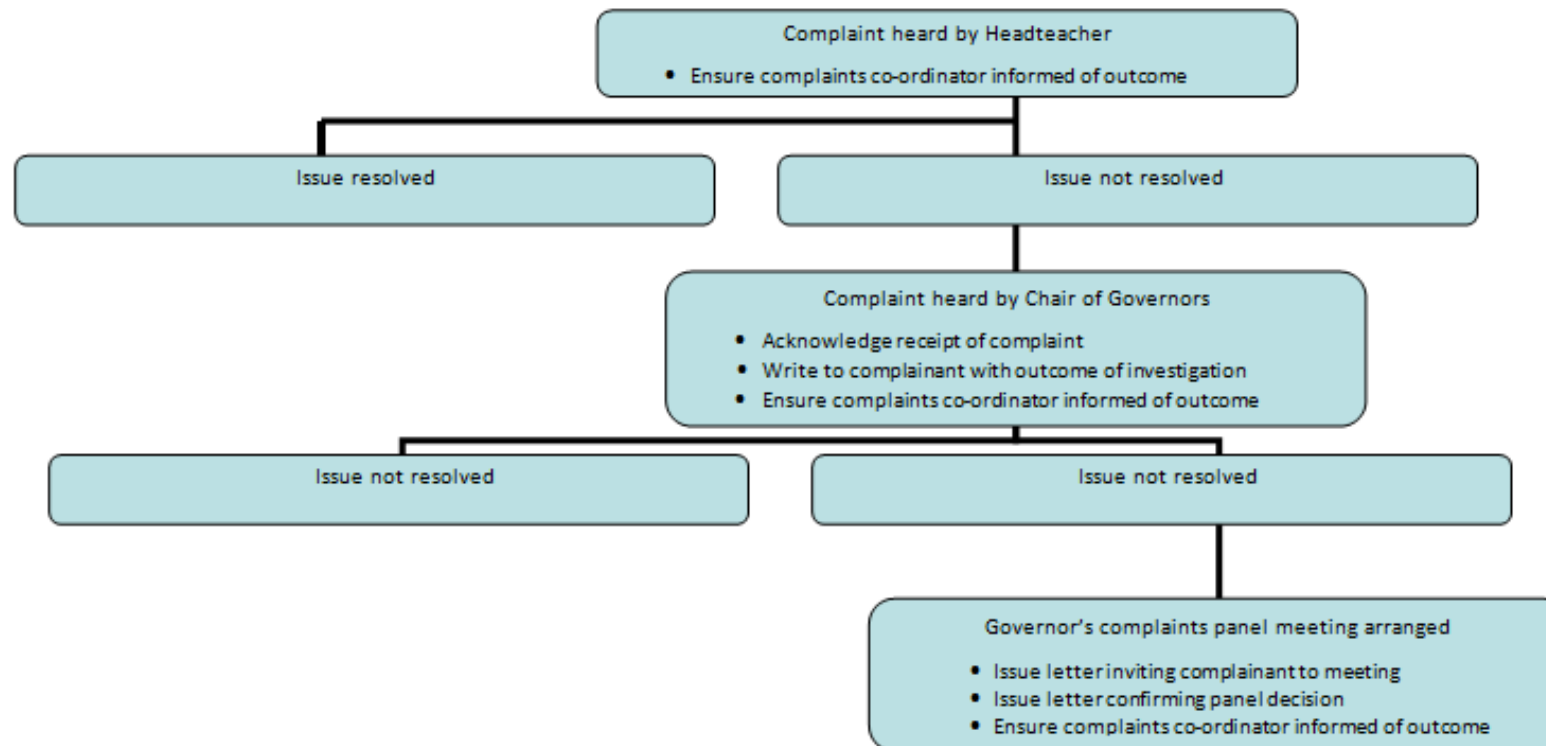 Complaint heard by Headteacher
• Ensure complaints co-ordinator informed of outcome
Issue resolved
Issue not resolved
Complaint heard by Chair of Governors
• Acknowledge receipt of complaint
• Write to complainant with outcome of investigation
• Ensure complaints co-ordinator informed of outcome
Issue not resolved
Issue not resolved
Governor’s complaints panel meeting arranged
• Issue letter inviting complainant to meeting
• Issue letter confirming panel decision
• Ensure complaints co-ordinator informed of outcome